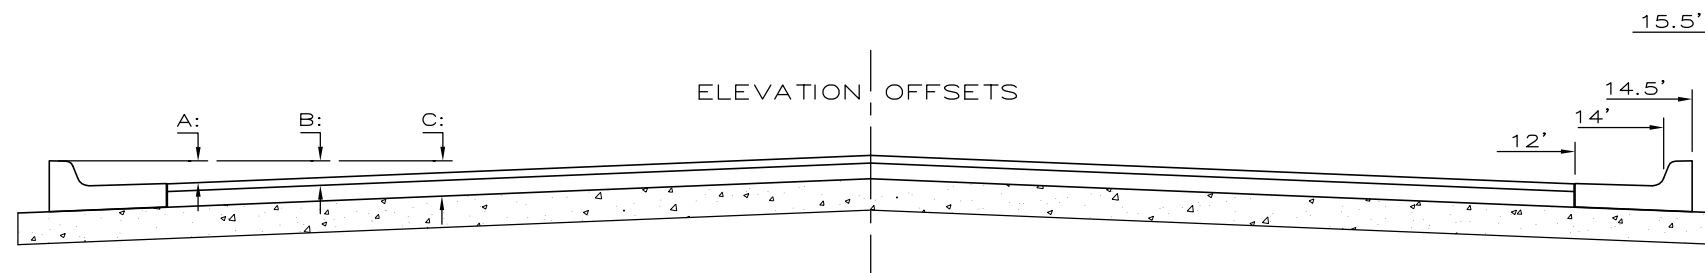 15.5'
ELEVATION OFFSETS
14.5'
A:
B:
C:
14'
12'